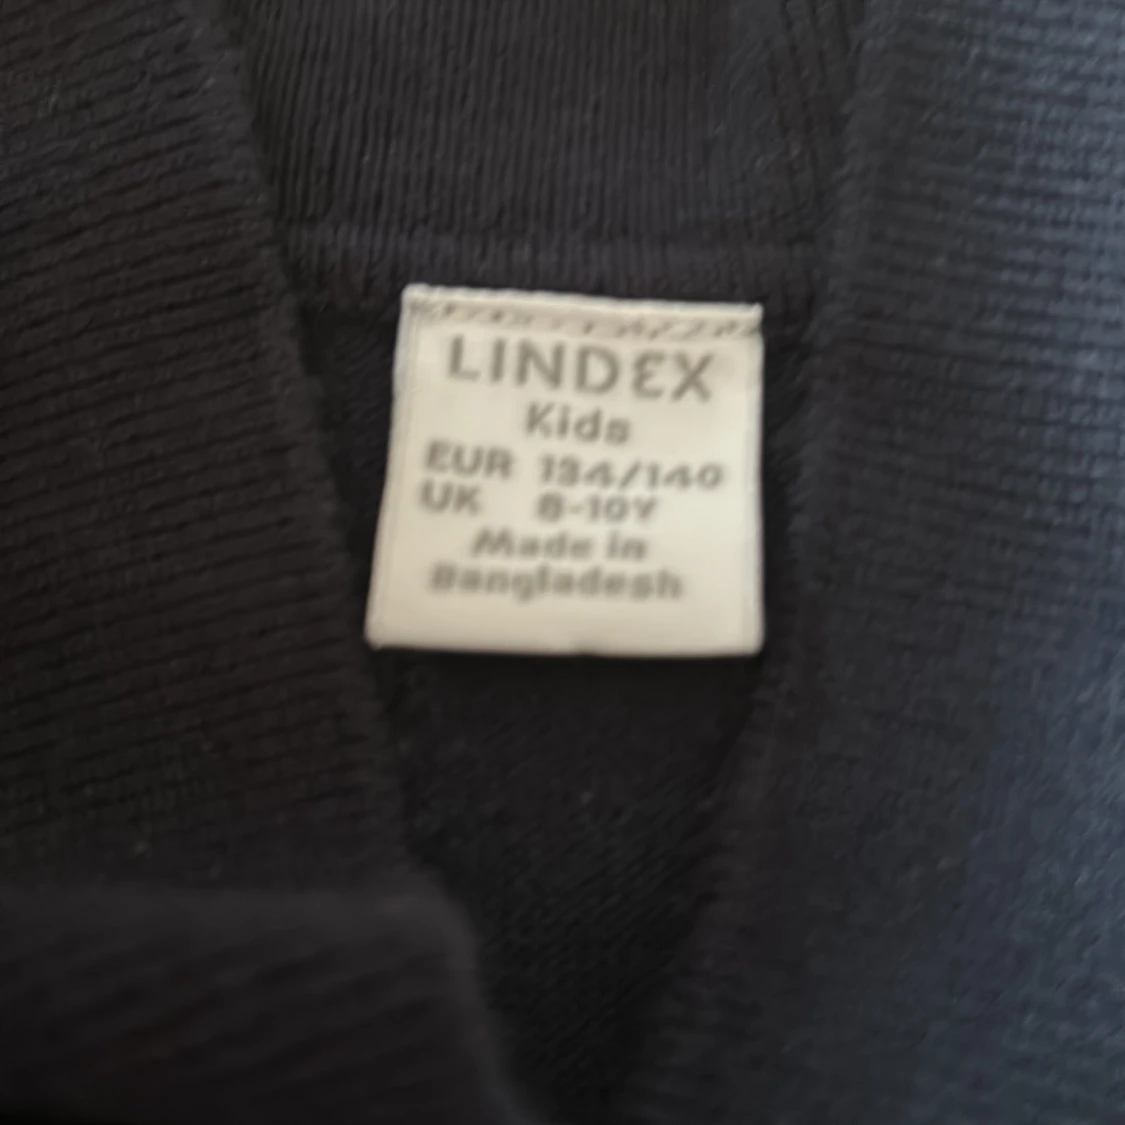 LINDEX
Kids
EUR 134/140
UK 8-10Y
Made in
Bangladesh